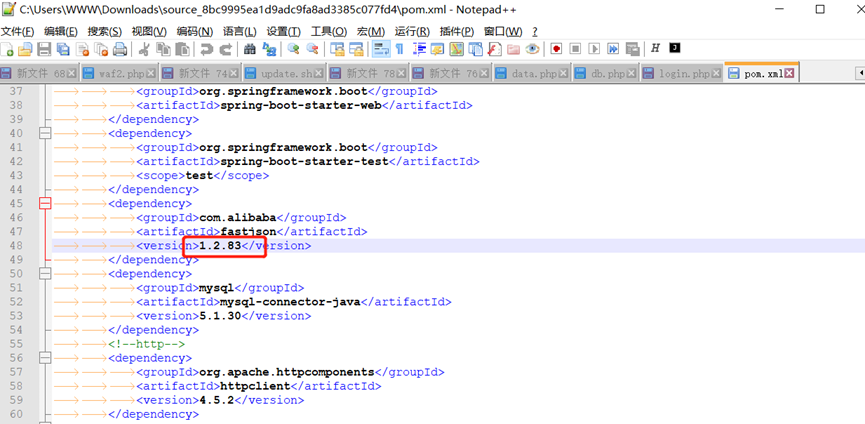 C:\Users\WWW\Downloads\source_8bc9995ea1d9adc9fa8ad3385c077fd4\pom.xml - Notepad++
文件(F) 编辑(E) 搜索(S) 视图(V) 编码(N) 语言(L) 设置(T) 工具(O) 宏(M) 运行(R) 插件(P) 窗口(W) ?
新文件 68 waf2.php 新文件 74 update.sh 新文件 78 新文件 76 data.php db.php login.php pom.xml
37 <groupId>org.springframework.boot</groupId>
38 <artifactId>spring-boot-starter-web</artifactId>
39 </dependency>
40 <dependency>
41 <groupId>org.springframework.boot</groupId>
42 <artifactId>spring-boot-starter-test</artifactId>
43 <scope>test</scope>
44 </dependency>
45 <dependency>
46 <groupId>com.alibaba</groupId>
47 <artifactId>fastjson</artifactId>
48 <version>1.2.83</version>
49 </dependency>
50 <dependency>
51 <groupId>mysql</groupId>
52 <artifactId>mysql-connector-java</artifactId>
53 <version>5.1.30</version>
54 </dependency>
55 <!--http-->
56 <dependency>
57 <groupId>org.apache.httpcomponents</groupId>
58 <artifactId>httpclient</artifactId>
59 <version>4.5.2</version>
60 </dependency>